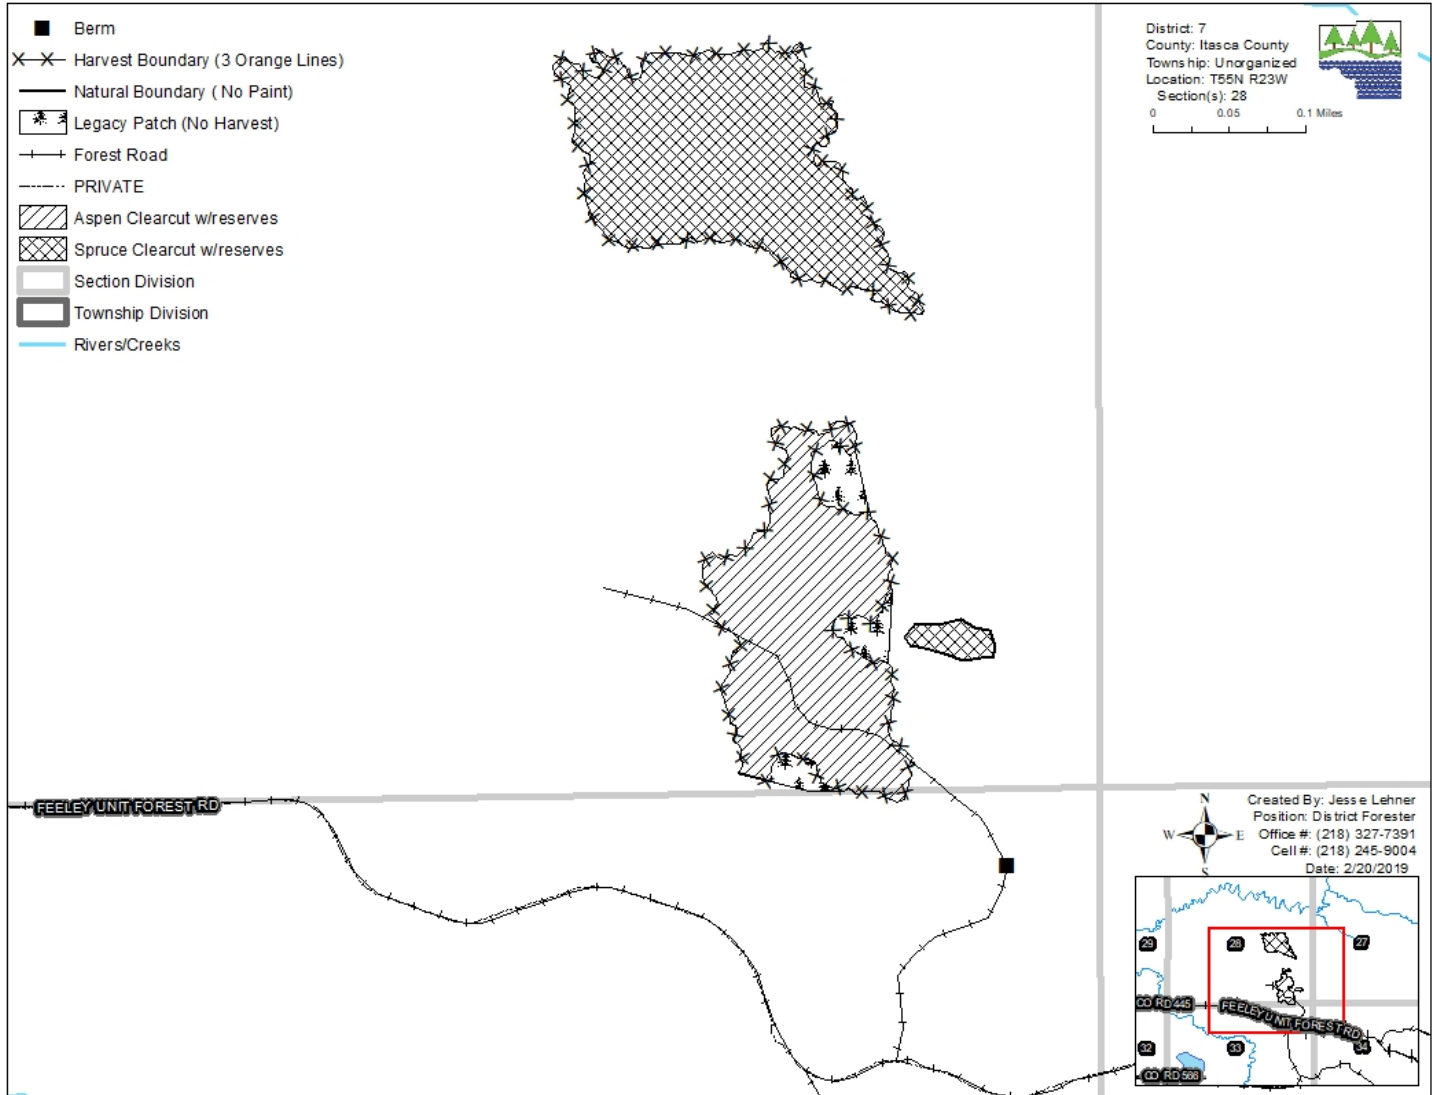 Berm
Harvest Boundary (3 Orange Lines)
Natural Boundary ( No Paint)
Legacy Patch (No Harvest)
Forest Road
PRIVATE
Aspen Clearcut w/reserves
Spruce Clearcut w/reserves
Section Division
Township Division
Rivers/Creeks
District: 7
County: Itasca County
Township: Unorganized
Location: T55N R23W
Section(s): 28
0 0.05 0.1 Miles
FEELEY UNIT FOREST RD
N
W E
S
Created By: Jesse Lehner
Position: District Forester
Office #: (218) 327-7391
Cell #: (218) 245-9004
Date: 2/20/2019
29 28 27
CO RD 445
FEELEY UNIT FOREST RD
32 33 34
CO RD 566